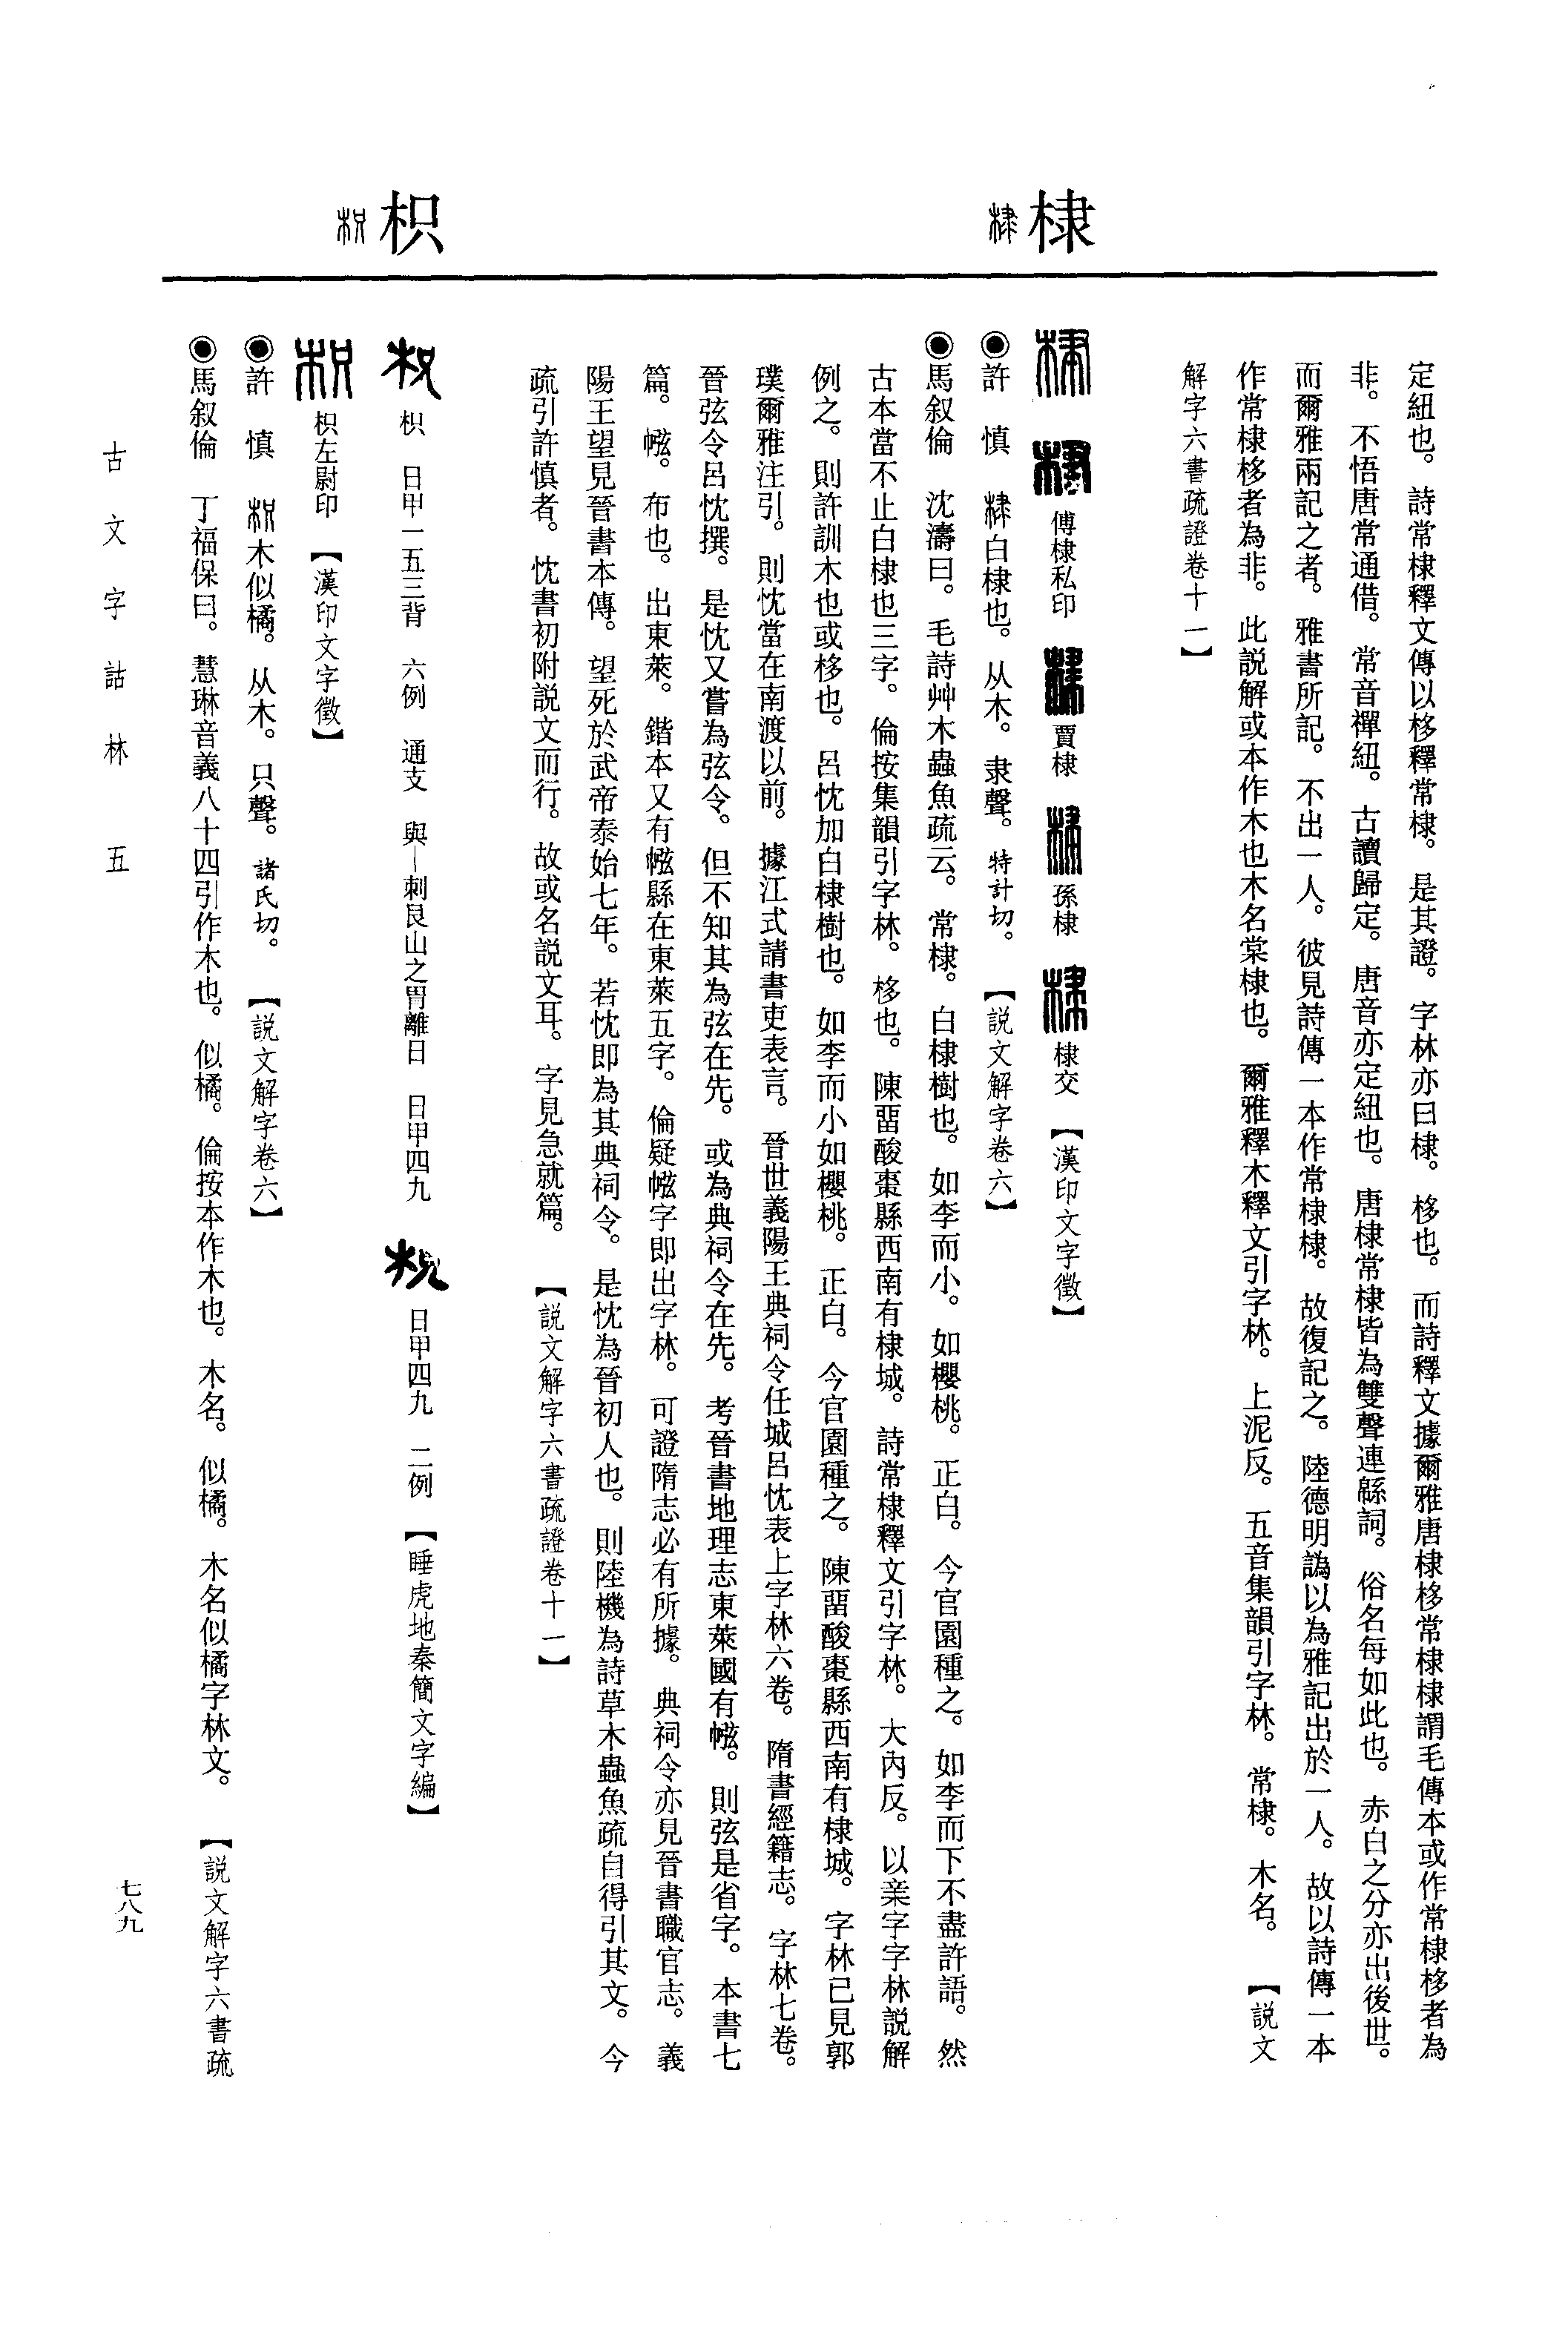 棣
枳
定紐也。詩常棣釋文傳以栘釋常棣。是其證。字林亦曰棣。栘也。而詩釋文據爾雅唐棣栘常棣棣謂毛傳本或作常棣栘者為
非。不悟唐常通借。常音禪紐。古讀歸定。唐音亦定紐也。唐棣常棣皆為雙聲連緜詞。俗名每如此也。赤白之分亦出後世。
而爾雅兩記之者。雅書所記。不出一人。彼見詩傳一本作常棣棣。故復記之。陸德明譌以為雅記出於一人。故以詩傳一本
作常棣栘者為非。此説解或本作木也木名棠棣也。爾雅釋木釋文引字林。上泥反。五音集韻引字林。常棣。木名。【説文
解字六書疏證卷十一】
傅棣私印 賈棣 孫棣 棣交【漢印文字徵】
◉許 慎 白棣也。从木。隶聲。特計切。【説文解字卷六】
◉馬叙倫 沈濤曰。毛詩艸木蟲魚疏云。常棣。白棣樹也。如李而小。如櫻桃。正白。今官園種之。如李而下不盡許語。然
古本當不止白棣也三字。倫按集韻引字林。栘也。陳畱酸棗縣西南有棣城。詩常棣釋文引字林。大內反。以亲字字林説解
例之。則許訓木也或栘也。呂忱加白棣樹也。如李而小如櫻桃。正白。今官園種之。陳畱酸棗縣西南有棣城。字林已見郭
璞爾雅注引。則忱當在南渡以前。據江式請書吏表言。晉世義陽王典祠令任城呂忱表上字林六卷。隋書經籍志。字林七卷。
晉弦令呂忱撰。是忱又嘗為弦令。但不知其為弦在先。或為典祠令在先。考晉書地理志東萊國有㡉。則弦是省字。本書七
篇。㡉。布也。出東萊。鍇本又有㡉縣在東萊五字。倫疑㡉字即出字林。可證隋志必有所據。典祠令亦見晉書職官志。義
陽王望見晉書本傳。望死於武帝泰始七年。若忱即為其典祠令。是忱為晉初人也。則陸機為詩草木蟲魚疏自得引其文。今
疏引許慎者。忱書初附説文而行。故或名説文耳。字見急就篇。【説文解字六書疏證卷十一】
枳 日甲一五三背 六例 通支 與—刺艮山之胃離日 日甲四九 日甲四九 二例【睡虎地秦簡文字編】
枳左尉印【漢印文字徵】
◉許 慎 木似橘。从木。只聲。諸氏切。【説文解字卷六】
◉馬叙倫 丁福保曰。慧琳音義八十四引作木也。似橘。倫按本作木也。木名。似橘。木名似橘字林文。【説文解字六書疏
古文字詁林 五
七八九